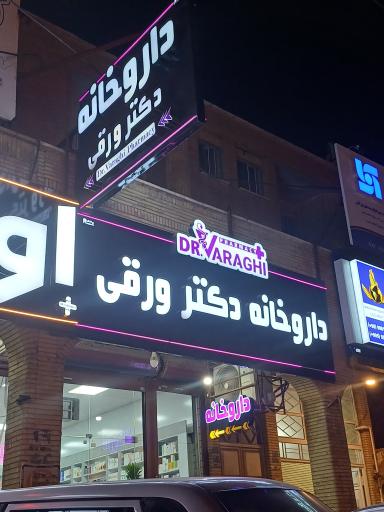 داروخانه
دکتر ورقی
Dr.Varaghi Pharmacy
PHARMACY
DR.VARAGHI
داروخانه دکتر ورقی
داروخانه